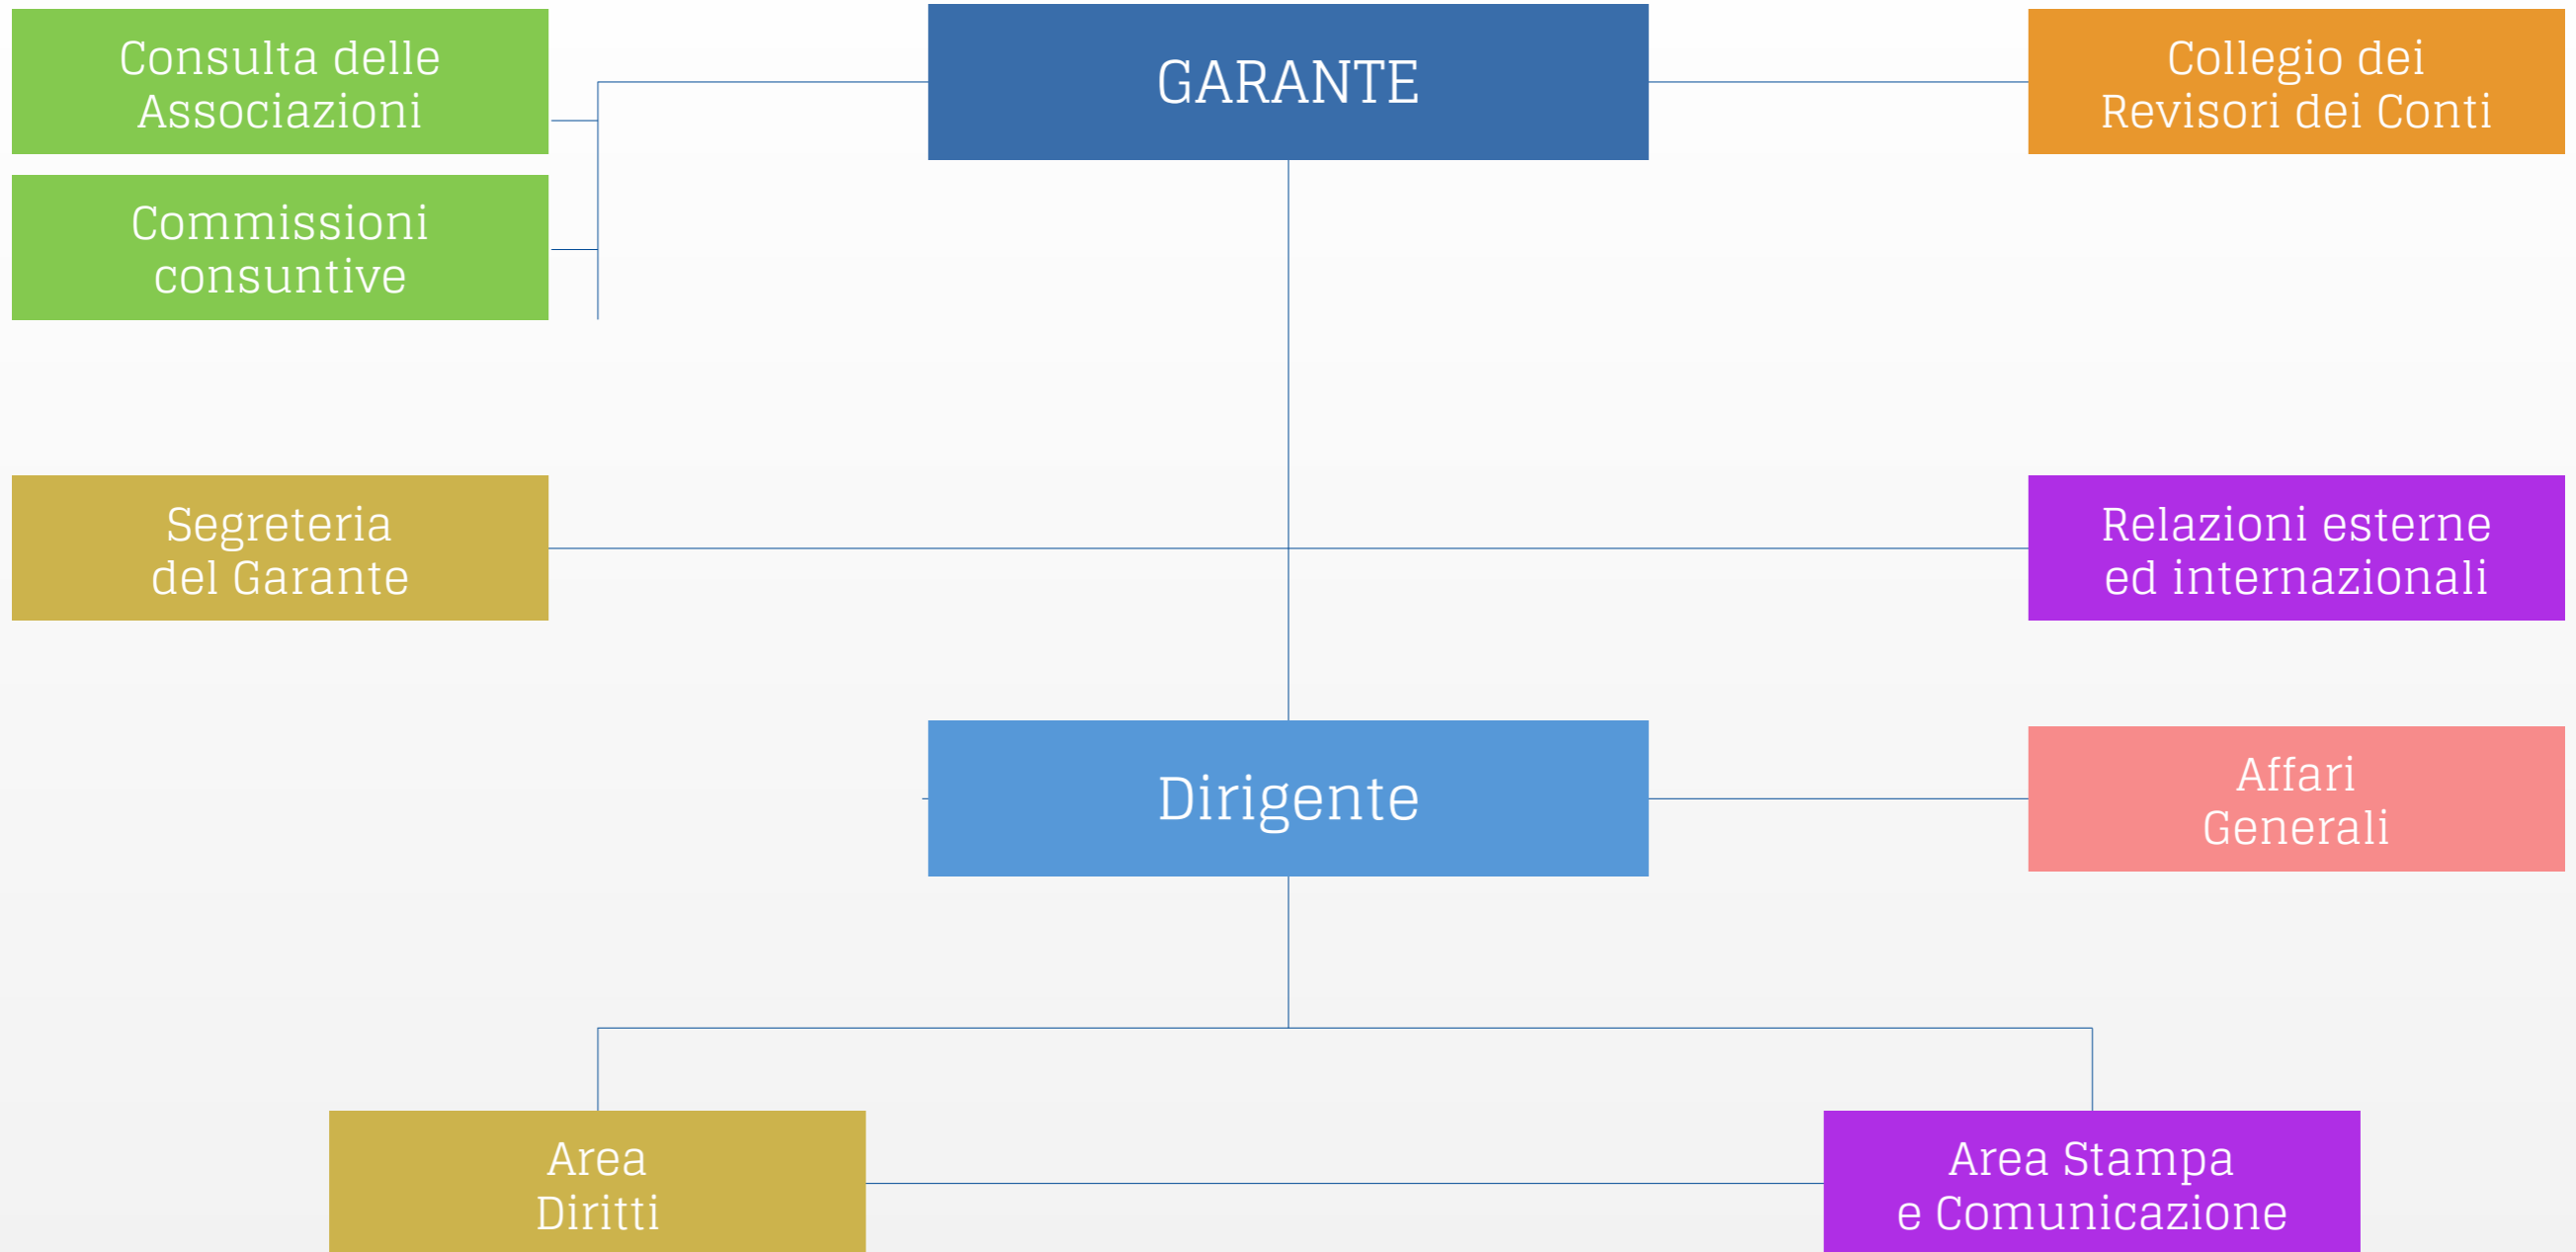 Consulta delle
Associazioni
GARANTE
Collegio dei
Revisori dei Conti
Commissioni
consuntive
Segreteria
del Garante
Relazioni esterne
ed internazionali
Dirigente
Affari
Generali
Area
Diritti
Area Stampa
e Comunicazione